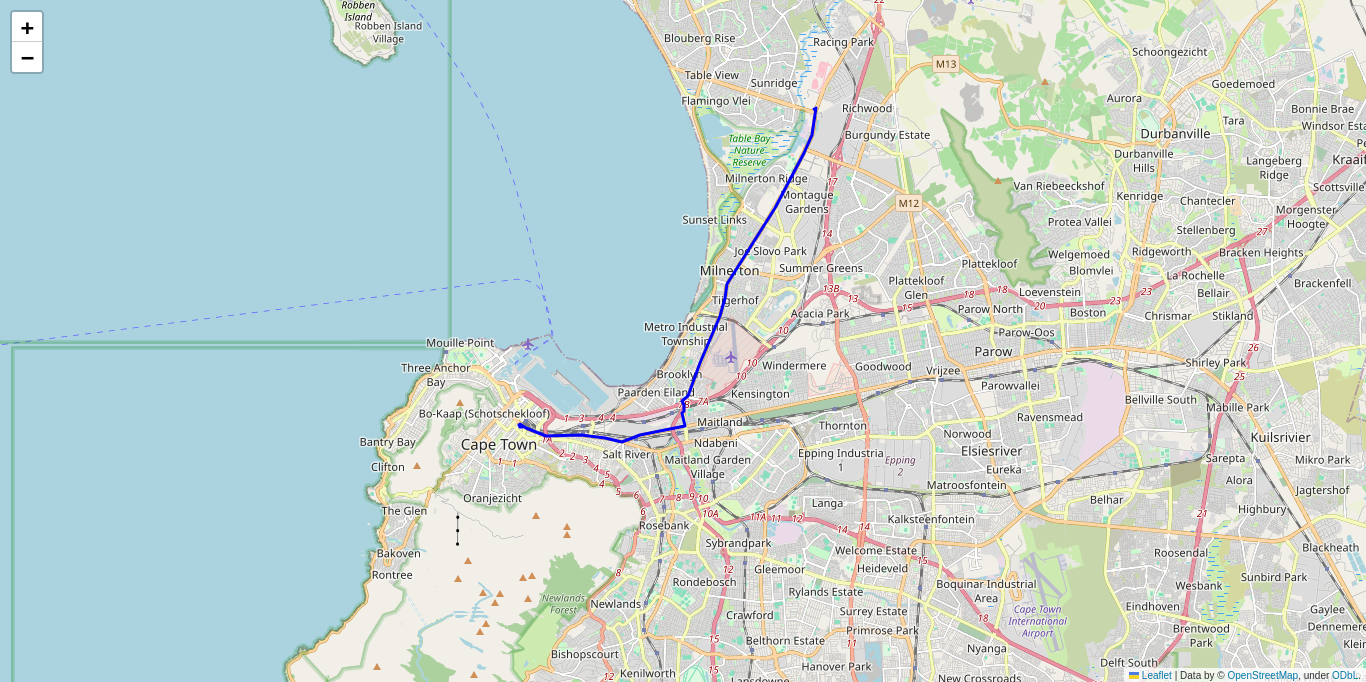 +
−
Robben
Island
Robben Island
Village
Blouberg Rise
Racing Park
22
Table View
Sunridge
M13
Schoongezicht
Goedemoed
Flamingo Vlei
Richwood
Aurora
Bonnie Brae
Tara
Windsor Esta
Burgundy Estate
Durbanville
Table Bay
Nature
Reserve
Durbanville
Hills
Langeberg
Ridge
Kraaif
Milnerton Ridge
17
Van Riebeeckshof
Scottsville
Montague
Gardens
M12
Kenridge
Chantecler
Morgenster
Hoogte
Sunset Links
14
Protea Vallei
Stellenberg
27
Joe Slovo Park
Welgemoed
Ridgeworth
Bracken Heights
Milnerton
Summer Greens
Plattekloof
Blomvlei
La Rochelle
Plattekloof
Glen
Loevenstein
Bellair
Brackenfell
13B
13
15
18
18
20
23
Tijgerhof
Acacia Park
Parow North
Boston
Chrismar
Stikland
Metro Industrial
Township
10
Parow-Oos
Mouille Point
Parow
Shirley Park
Three Anchor
Bay
Brooklyn
10
10
Windermere
Goodwood
Vrijzee
26
Parowvallei
Paarden Eiland
7A
Kensington
Bellville South
Mabille Park
Bo-Kaap (Schotschekloof)
1
3
4
4
Maitland
Thornton
Ravensmead
25
Bantry Bay
Cape Town
1A
Ndabeni
Norwood
Kuilsrivier
Salt River
Epping Industria
1
Epping
2
Elsiesrivier
Sarepta
Mikro Park
Clifton
1
1
2
2
3
4
5
4
5
6
6
Maitland Garden
Village
Eureka
Alora
Oranjezicht
7
8
9
10
Matroosfontein
Jagtershof
Langa
Belhar
The Glen
10A
11A
11
12
14
15
Kalksteenfontein
21
Highbury
Rosebank
Sybrandpark
Welcome Estate
Roosendal
Blackheath
Bakoven
Rontree
8
12
Gleemoor
Heideveld
Sunbird Park
Rondebosch
Rylands Estate
Boquinar Industrial
Area
Wesbank
Newlands
Forest
Newlands
Crawford
Surrey Estate
Cape Town
International
Airport
Eindhoven
Gaylee
Primrose Park
Brentwood
Park
Dennemere
Bishopscourt
15
Belthorn Estate
Nyanga
Klein
Hanover Park
Delft South
Kenilworth
12
Lansdowne
15
New Crossroads
22
Leaflet | Data by © OpenStreetMap, under ODbL.